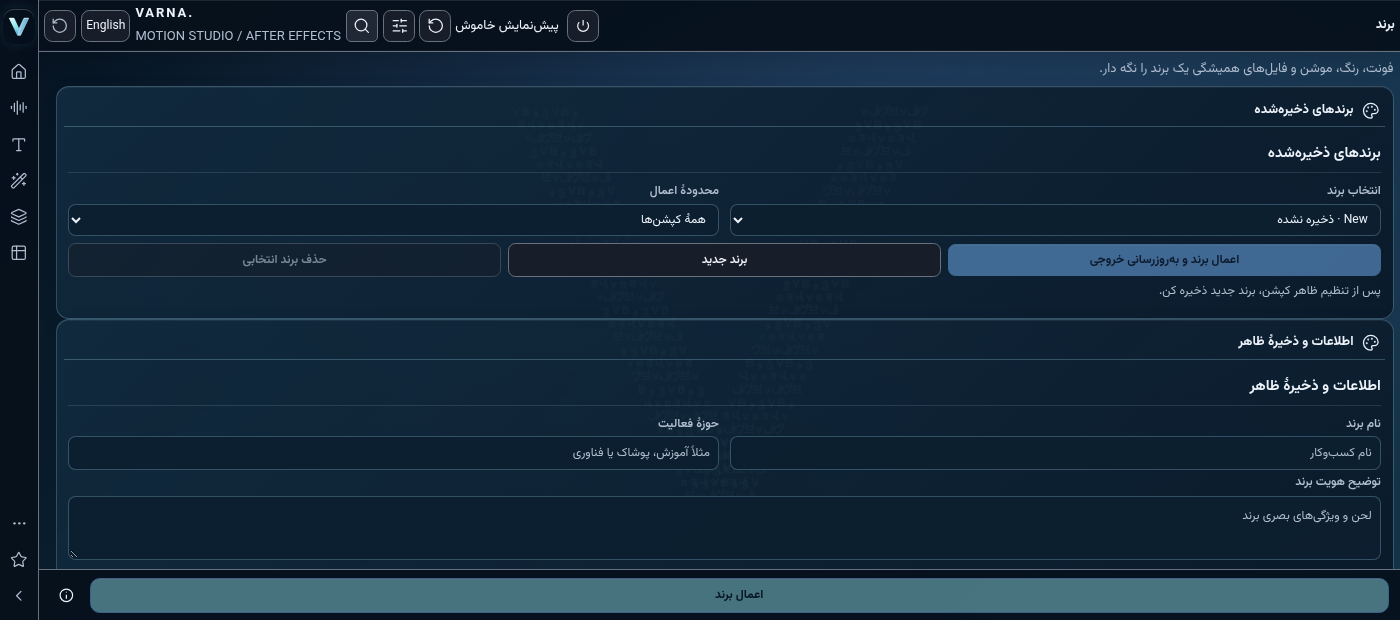 برند
پیش‌نمایش خاموش
VARNA.
MOTION STUDIO / AFTER EFFECTS
English
فونت، رنگ، موشن و فایل‌های همیشگی یک برند را نگه دار.
برندهای ذخیره‌شده
برندهای ذخیره‌شده
انتخاب برند
محدودهٔ اعمال
New · ذخیره نشده
همهٔ کپشن‌ها
اعمال برند و به‌روزرسانی خروجی
برند جدید
حذف برند انتخابی
پس از تنظیم ظاهر کپشن، برند جدید ذخیره کن.
اطلاعات و ذخیرهٔ ظاهر
اطلاعات و ذخیرهٔ ظاهر
نام برند
حوزهٔ فعالیت
نام کسب‌وکار
مثلاً آموزش، پوشاک یا فناوری
توضیح هویت برند
لحن و ویژگی‌های بصری برند
اعمال برند